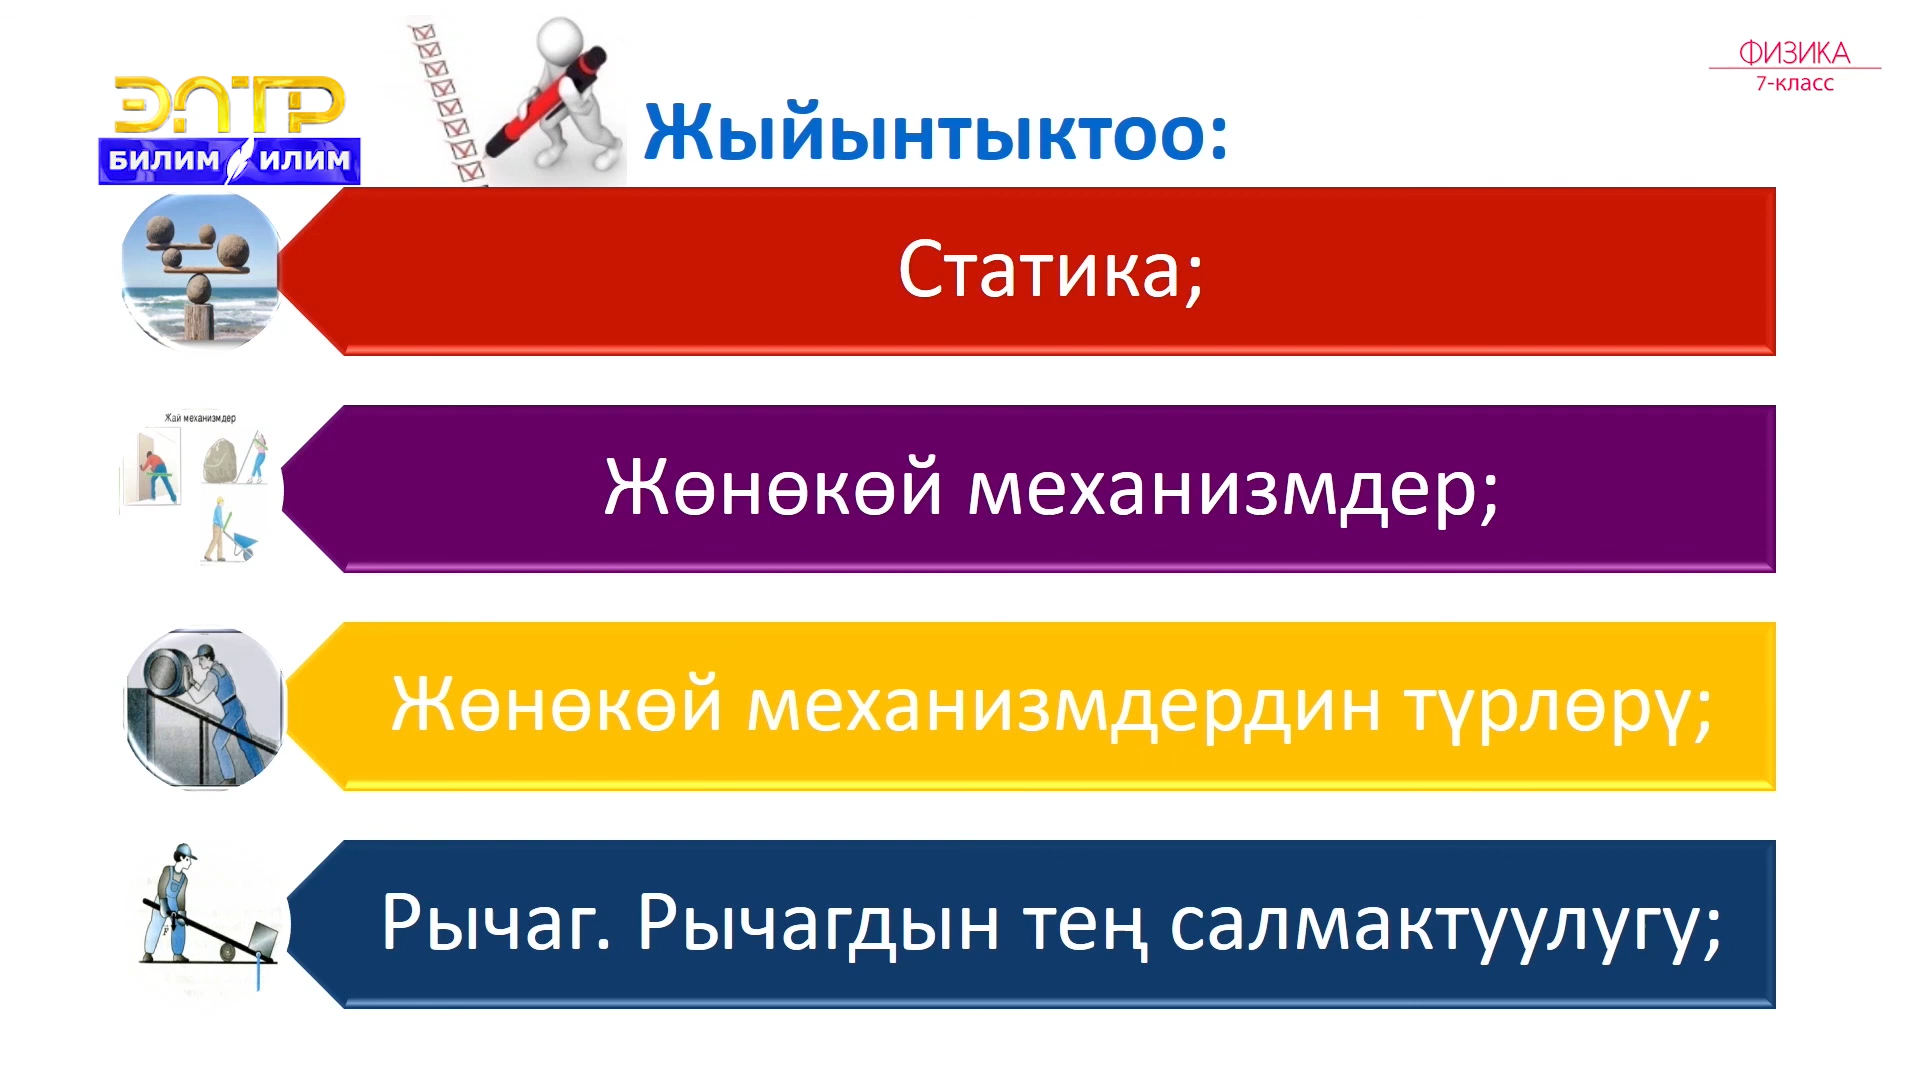 ФИЗИКА
7-класс
ЭЛТР
БИЛИМ ИЛИМ
Жыйынтыктоо:
Статика;
Жай механизмдер
Жөнөкөй механизмдер;
Жөнөкөй механизмдердин түрлөрү;
Рычаг. Рычагдын тең салмактуулугу;